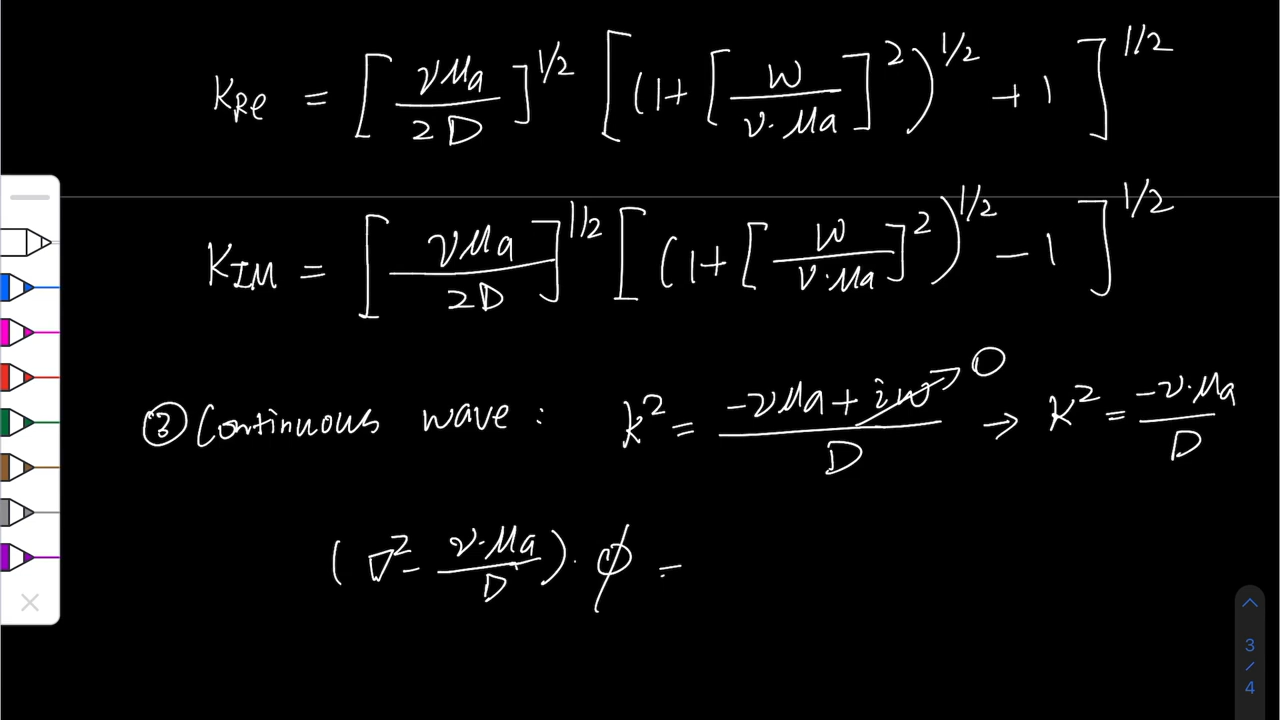 K_Re = [νμa / 2D]^1/2 [(1+[w / ν·μa]^2)^1/2 + 1]^1/2
K_IM = [νμa / 2D]^1/2 [(1+[w / ν·μa]^2)^1/2 − 1]^1/2
③ Continuous wave : k^2 = (−νμa + iw→0) / D → k^2 = −ν·μa / D
(∇^2 − ν·μa / D)·ϕ =
3
/
4